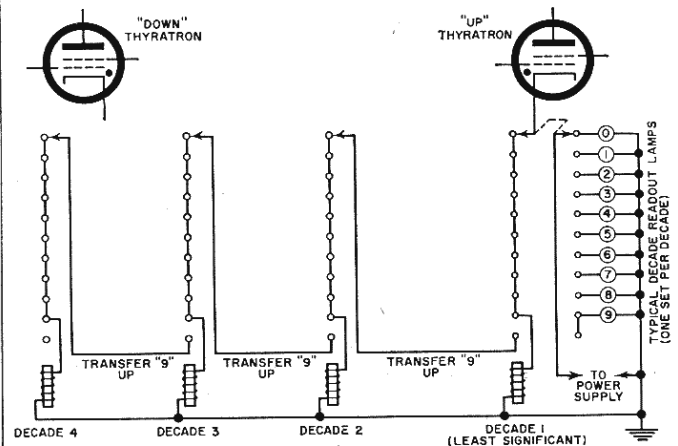 "DOWN"
THYRATRON
"UP"
THYRATRON
0
1
2
3
4
5
6
7
8
9
TYPICAL DECADE READOUT LAMPS
(ONE SET PER DECADE)
TRANSFER "9"
UP
TRANSFER "9"
UP
TRANSFER "9"
UP
TO
POWER
SUPPLY
DECADE 4
DECADE 3
DECADE 2
DECADE 1
(LEAST SIGNIFICANT)